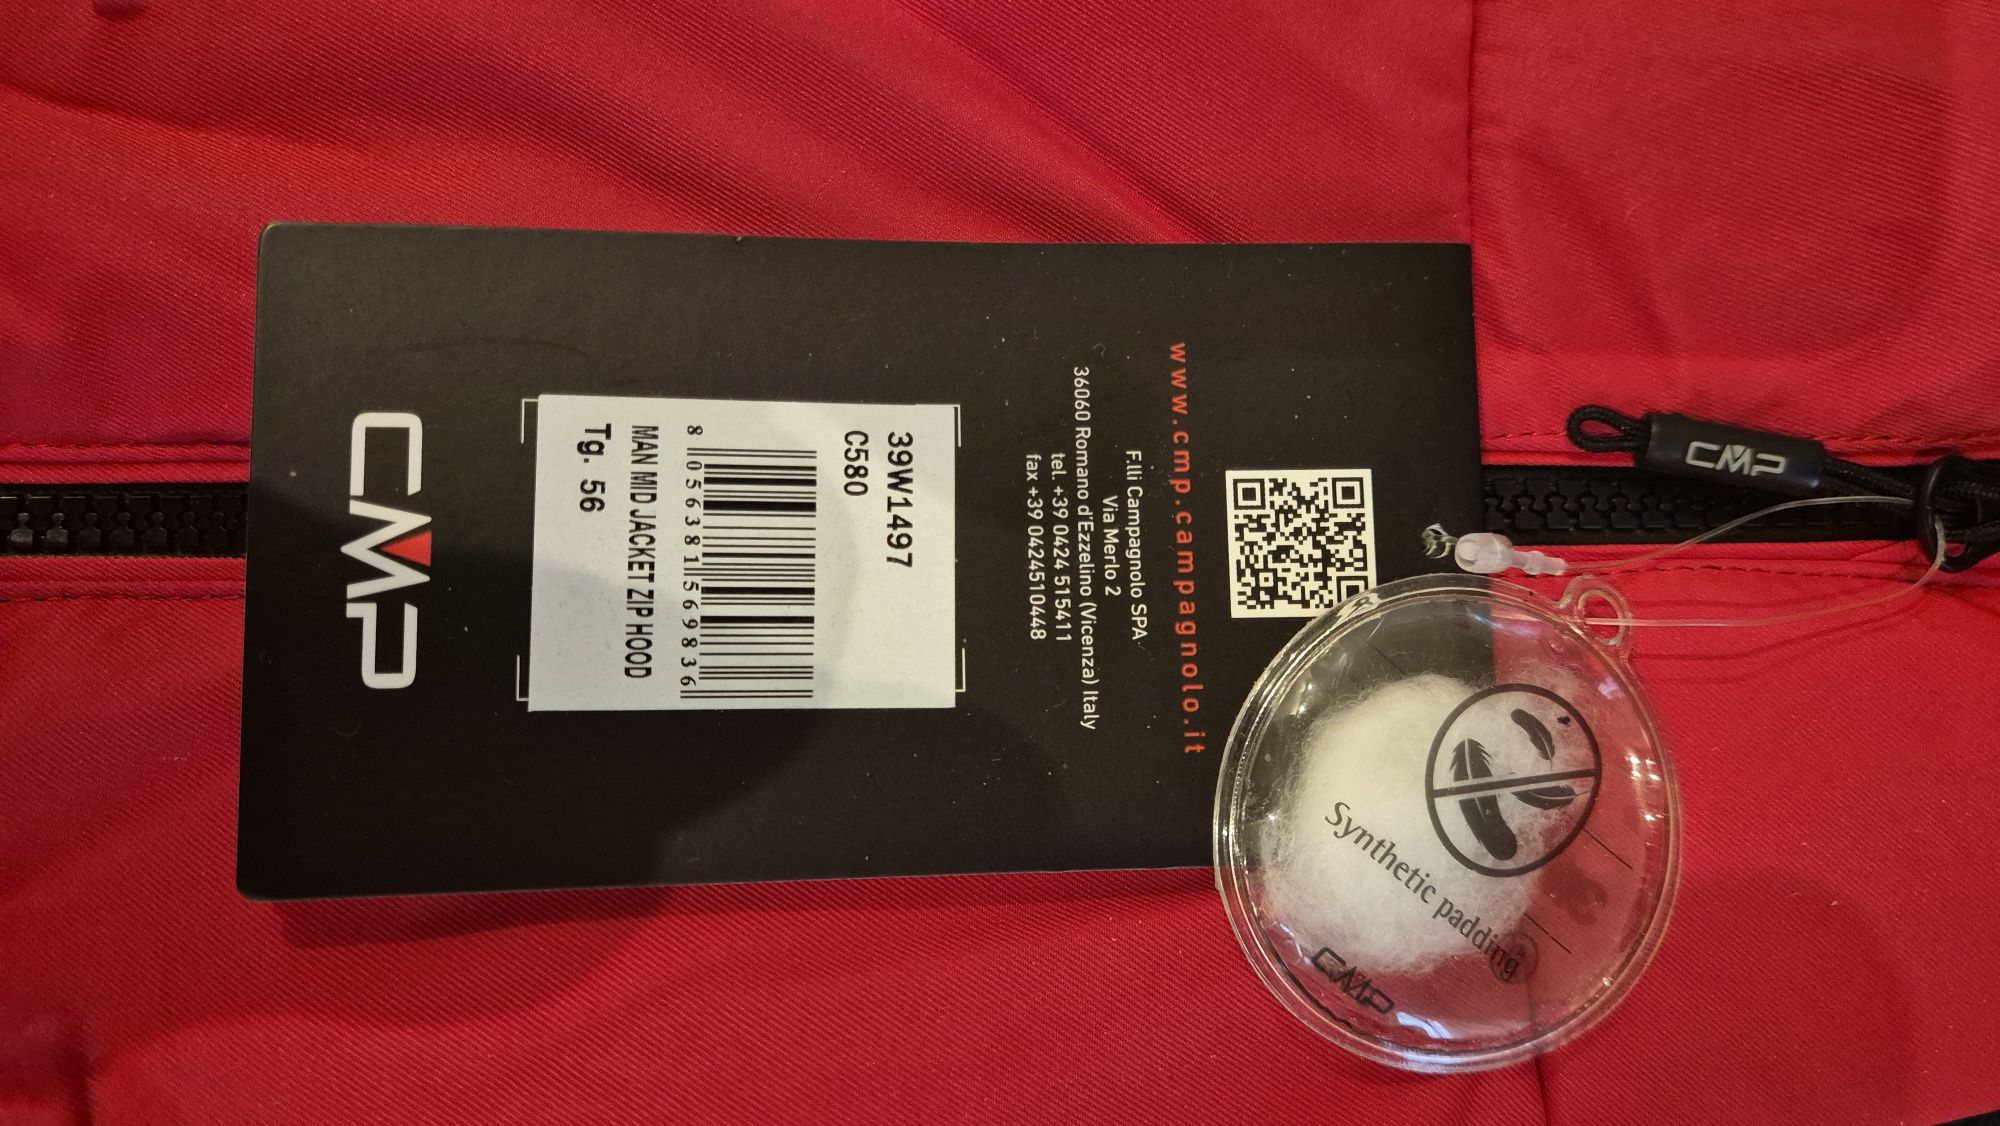 www.cmp.campagnolo.it
F.lli Campagnolo SPA
Via Merlo 2
36060 Romano d'Ezzelino (Vicenza) Italy
tel. +39 0424 515411
fax +39 0424510448
39W1497
C580
8 056381 569836
MAN MID JACKET ZIP HOOD
Tg. 56
CMP
CMP
Synthetic padding
CMP